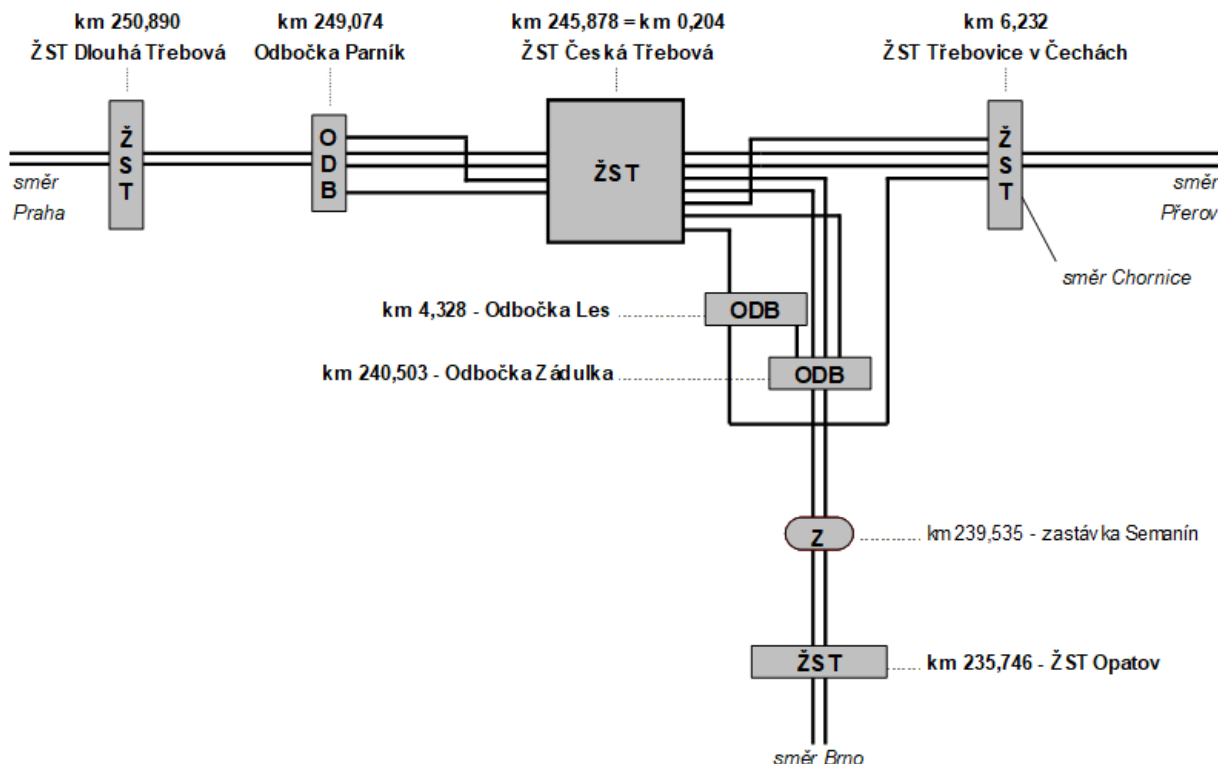 km 250,890
ŽST Dlouhá Třebová
km 249,074
Odbočka Parník
km 245,878 = km 0,204
ŽST Česká Třebová
km 6,232
ŽST Třebovice v Čechách
ŽST
ODB
ŽST
ŽST
směr
Praha
směr
Přerov
směr Chornice
km 4,328 - Odbočka Les
ODB
km 240,503 - Odbočka Zádulka
ODB
Z
km 239,535 - zastávka Semanín
ŽST
km 235,746 - ŽST Opatov
směr Brno